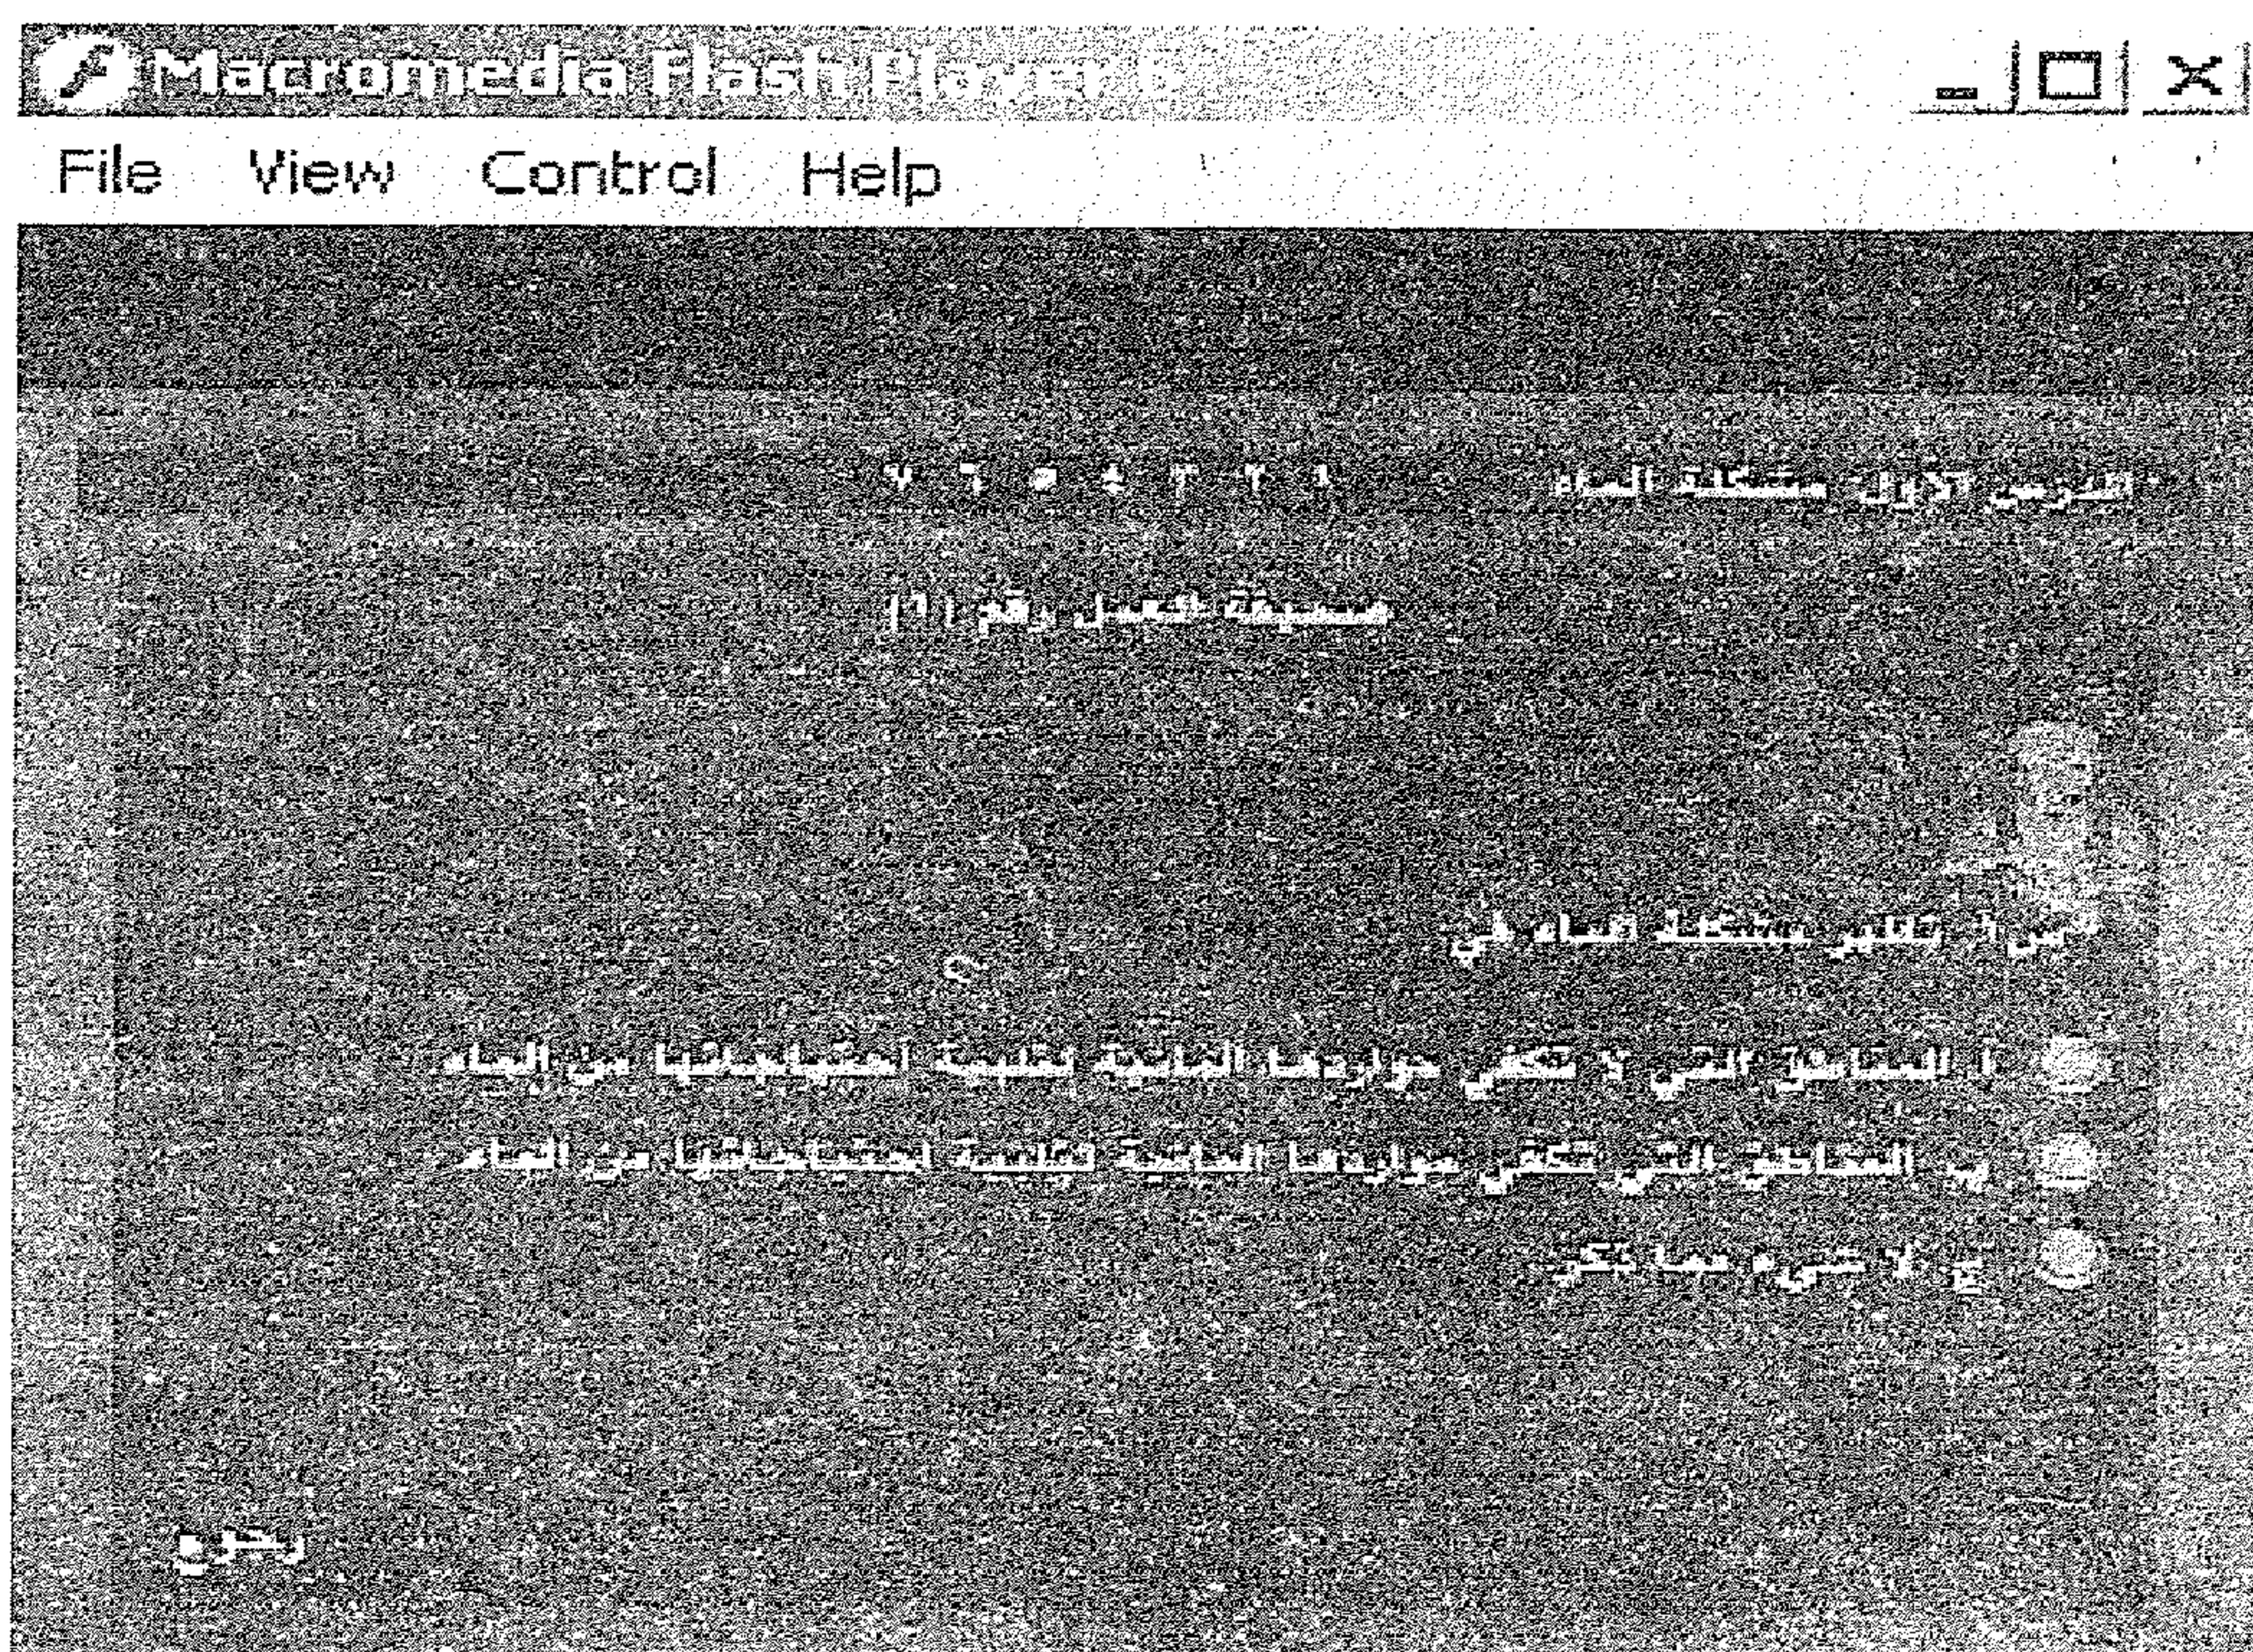 Macromedia Flash Player 6
File View Control Help
الدرس الأول مشكلة المياه ١ ٢ ٣ ٤ ٥ ٦ ٧
صحيفة العمل رقم (١)
س١ تظهر مشكلة المياه في
أ المناطق التي لا تكفي مواردها المائية لتلبية احتياجاتها من المياه
ب المناطق التي تكفي مواردها المائية لتلبية احتياجاتها من المياه
ج لا شيء مما ذكر
رجوع